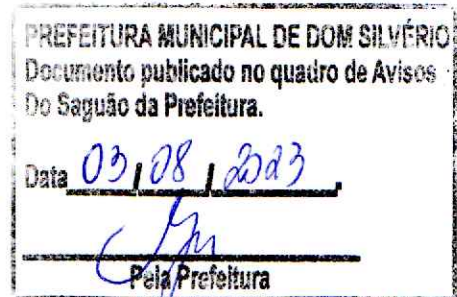 PREFEITURA MUNICIPAL DE DOM SILVÉRIO
Documento publicado no quadro de Avisos
Do Saguão da Prefeitura.
Data 03 / 08 / 2023.
Pela Prefeitura